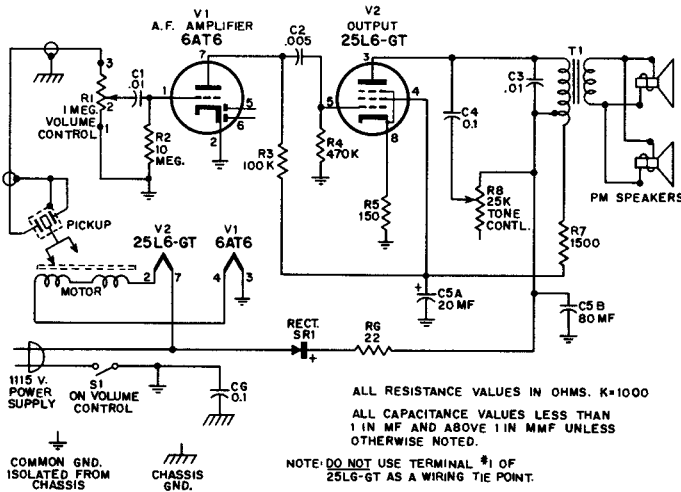 V1
A.F. AMPLIFIER
6AT6
V2
OUTPUT
25L6-GT
7
C2
.005
3
T1
3
C1
.01
R1
1 MEG.
VOLUME
CONTROL
2
1
1
5
6
2
R2
10
MEG.
R3
100K
R4
470K
5
4
8
C4
0.1
C3
.01
R5
150
R8
25K
TONE
CONTL.
R7
1500
PM SPEAKERS
PICKUP
V2
25L6-GT
V1
6AT6
2
7
4
3
MOTOR
+
C5A
20 MF
C5B
80 MF
RECT.
SR1
+
RG
22
1115 V.
POWER
SUPPLY
S1
ON VOLUME
CONTROL
CG
0.1
COMMON GND.
ISOLATED FROM
CHASSIS
CHASSIS
GND.
ALL RESISTANCE VALUES IN OHMS. K=1000
ALL CAPACITANCE VALUES LESS THAN
1 IN MF AND ABOVE 1 IN MMF UNLESS
OTHERWISE NOTED.
NOTE: DO NOT USE TERMINAL #1 OF
25LG-GT AS A WIRING TIE POINT.